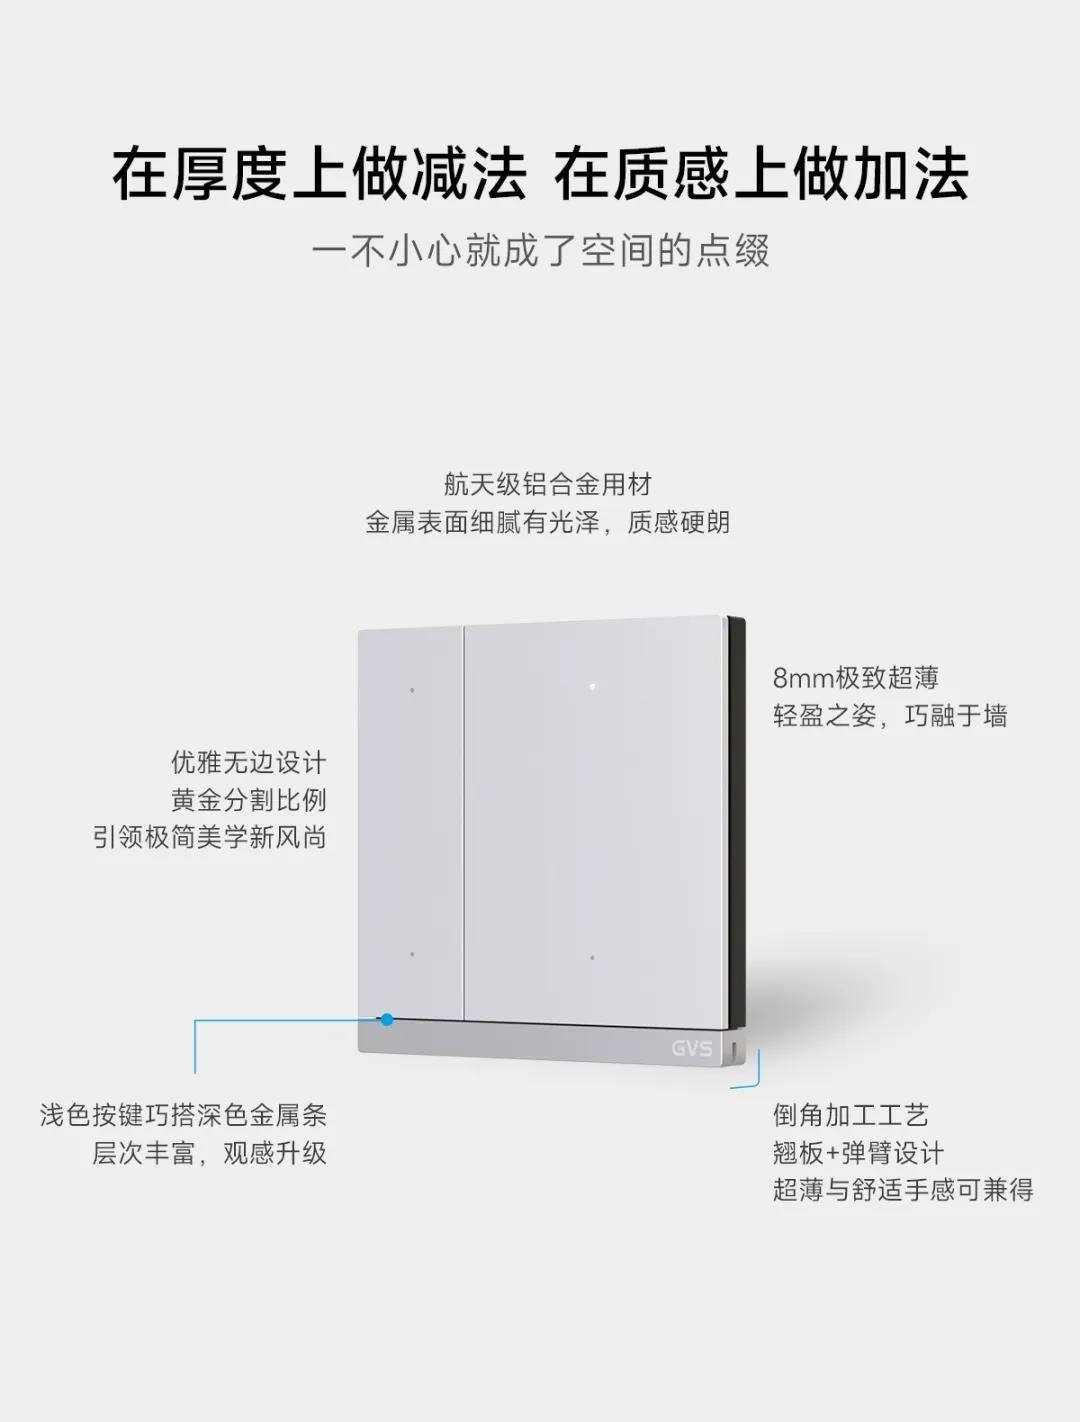 在厚度上做减法 在质感上做加法
一不小心就成了空间的点缀
航天级铝合金用材
金属表面细腻有光泽，质感硬朗
8mm极致超薄
轻盈之姿，巧融于墙
优雅无边设计
黄金分割比例
引领极简美学新风尚
GVS
浅色按键巧搭深色金属条
层次丰富，观感升级
倒角加工工艺
翘板+弹臂设计
超薄与舒适手感可兼得